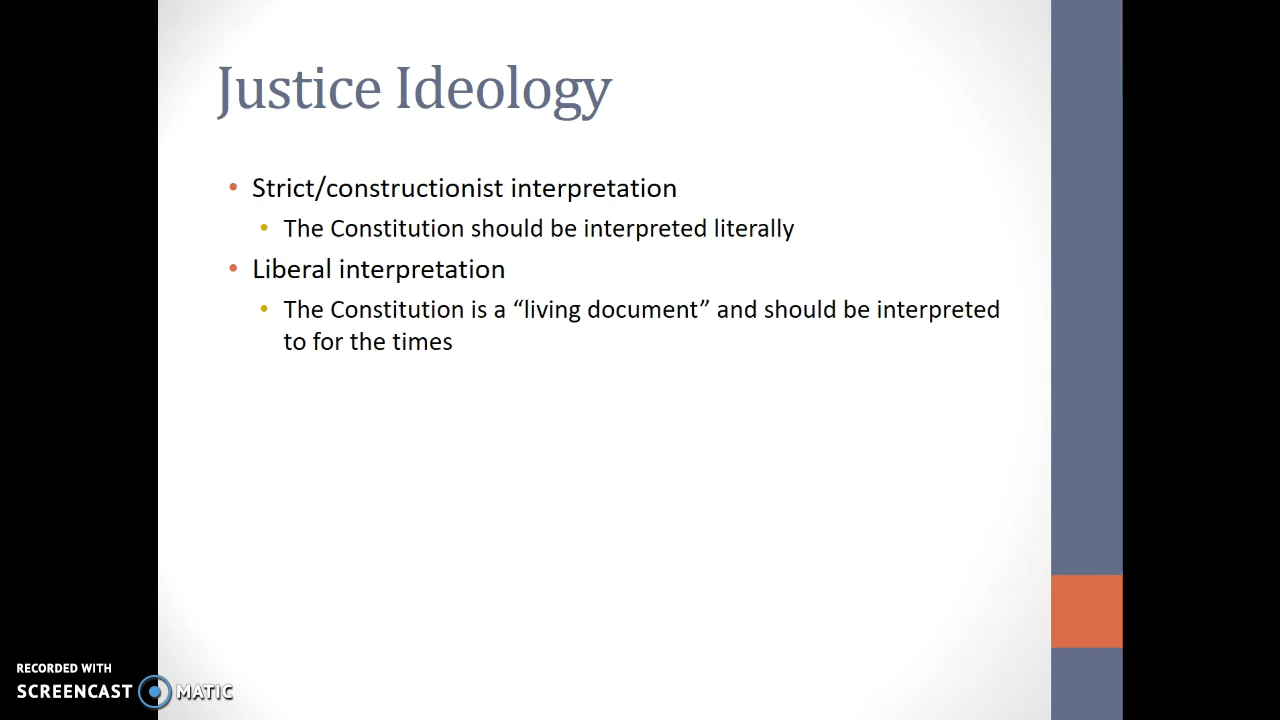 Justice Ideology
• Strict/constructionist interpretation
• The Constitution should be interpreted literally
• Liberal interpretation
• The Constitution is a “living document” and should be interpreted
to for the times
RECORDED WITH
SCREENCAST MATIC